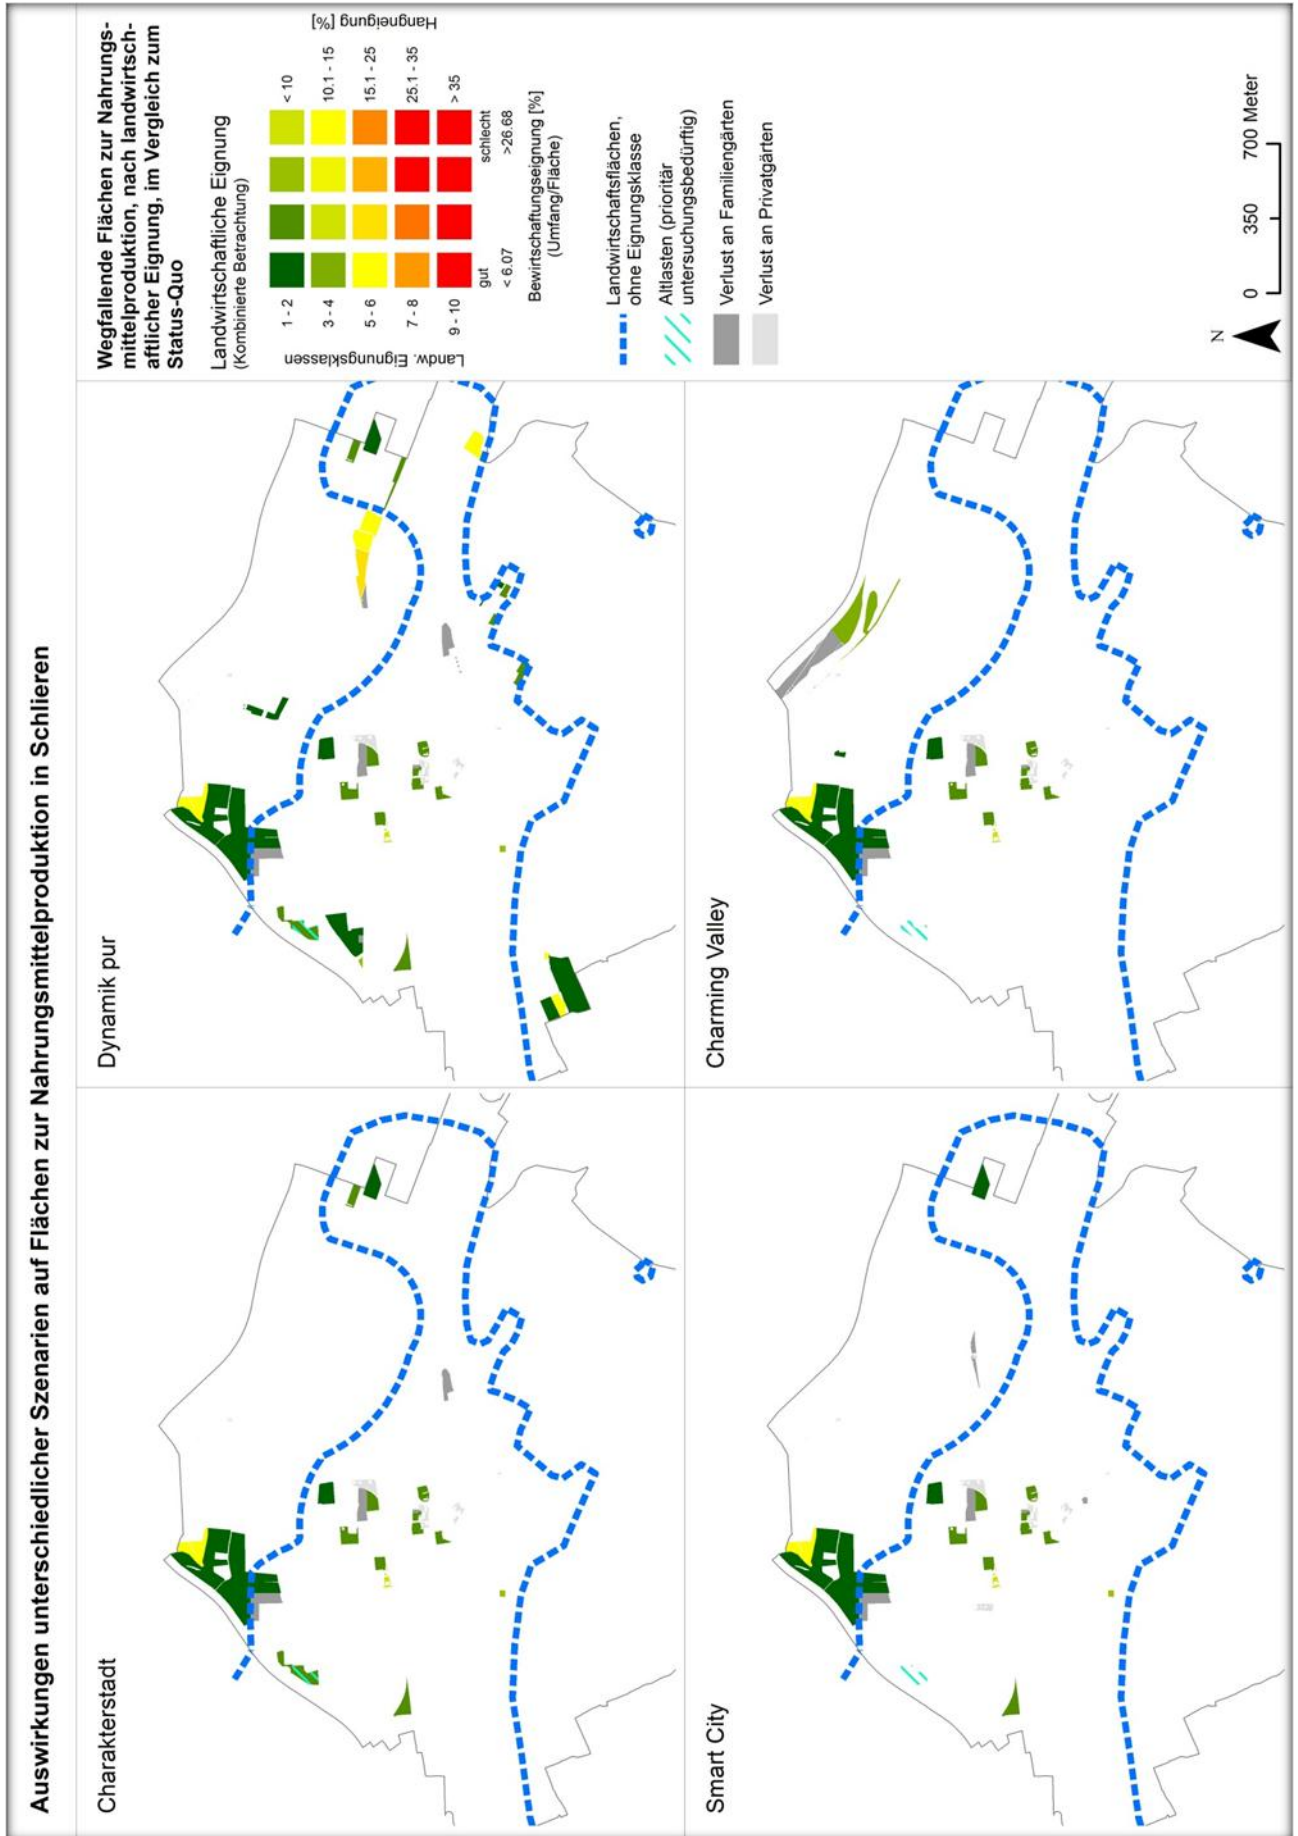 Auswirkungen unterschiedlicher Szenarien auf Flächen zur Nahrungsmittelproduktion in Schlieren
Charakterstadt
Dynamik pur
Smart City
Charming Valley
Wegfallende Flächen zur Nahrungs-
mittelproduktion, nach landwirtsch-
aftlicher Eignung, im Vergleich zum
Status-Quo
Landwirtschaftliche Eignung
(Kombinierte Betrachtung)
Landw. Eignungsklassen
1 - 2
3 - 4
5 - 6
7 - 8
9 - 10
< 10
10.1 - 15
15.1 - 25
25.1 - 35
> 35
Hangneigung [%]
gut
schlecht
< 6.07
>26.68
Bewirtschaftungseignung [%]
(Umfang/Fläche)
Landwirtschaftsflächen,
ohne Eignungsklasse
Altlasten (prioritär
untersuchungsbedürftig)
Verlust an Familiengärten
Verlust an Privatgärten
N
0
350
700 Meter